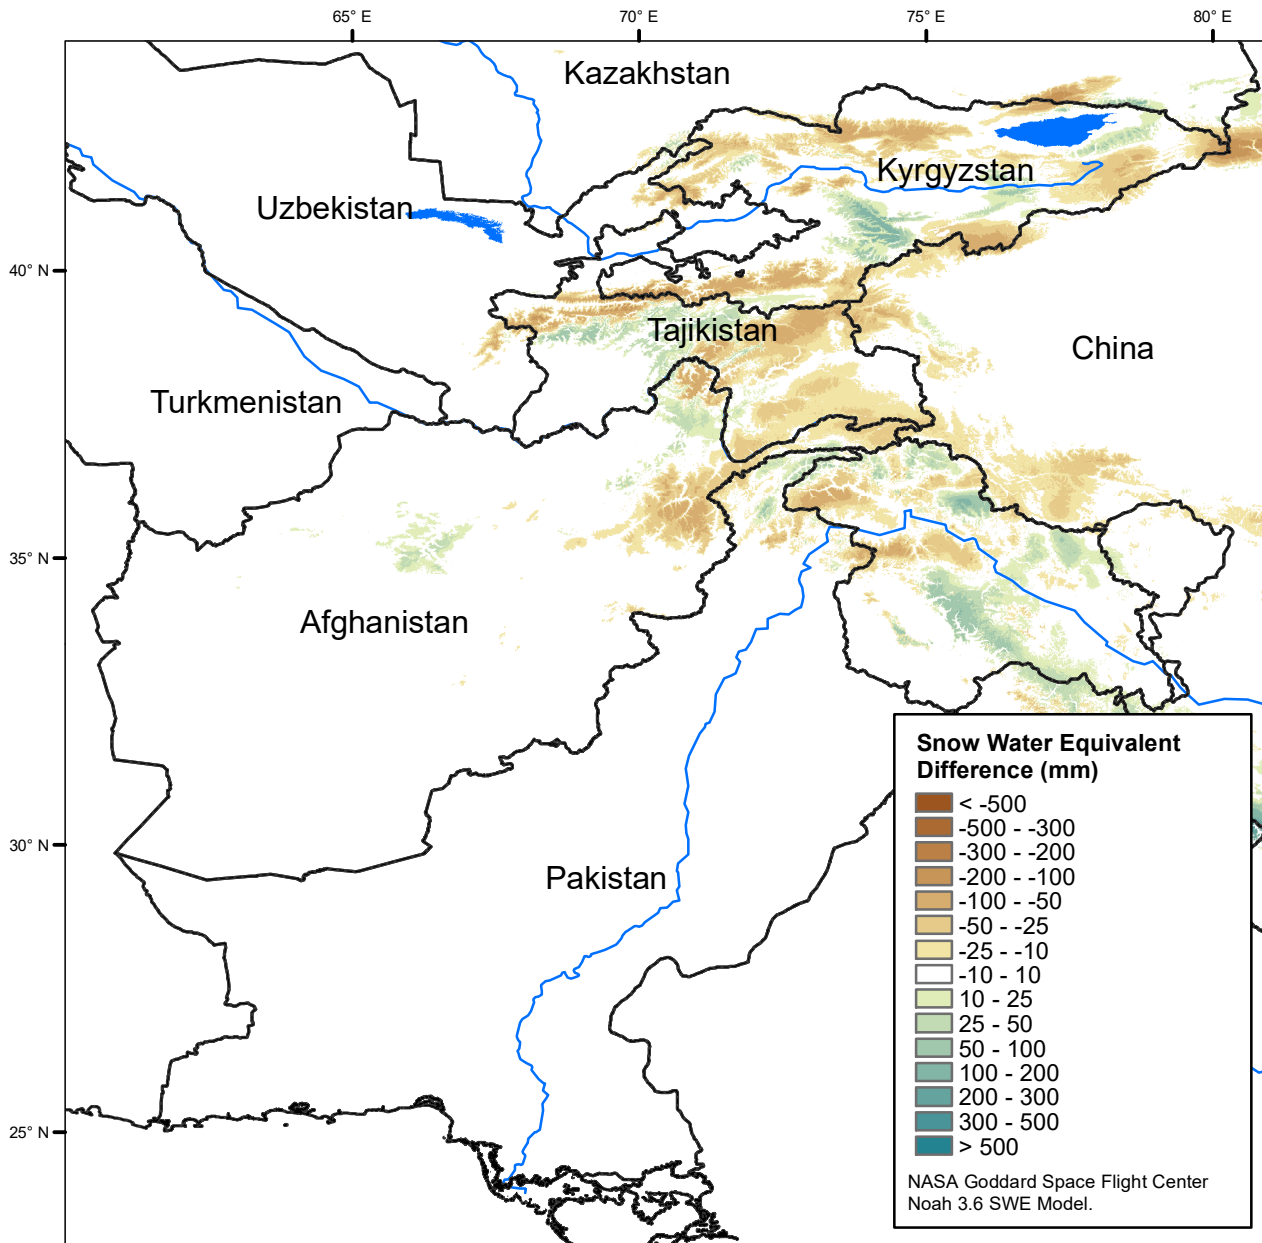 65° E
70° E
75° E
80° E
Kazakhstan
Kyrgyzstan
Uzbekistan
40° N
Tajikistan
China
Turkmenistan
35° N
Afghanistan
Snow Water Equivalent
Difference (mm)
< -500
-500 - -300
-300 - -200
-200 - -100
-100 - -50
-50 - -25
-25 - -10
-10 - 10
10 - 25
25 - 50
50 - 100
100 - 200
200 - 300
300 - 500
> 500
NASA Goddard Space Flight Center
Noah 3.6 SWE Model.
30° N
Pakistan
25° N